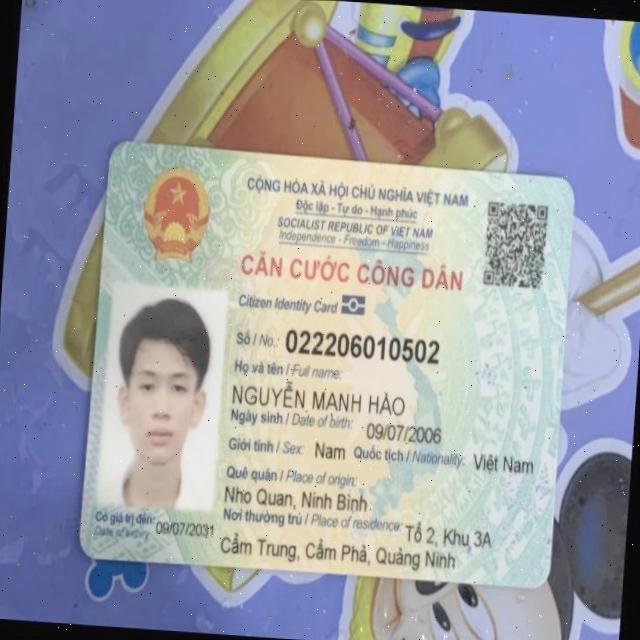 CỘNG HÒA XÃ HỘI CHỦ NGHĨA VIỆT NAM
Độc lập - Tự do - Hạnh phúc
SOCIALIST REPUBLIC OF VIET NAM
Independence - Freedom - Happiness
CĂN CƯỚC CÔNG DÂN
Citizen Identity Card
Số / No.: 022206010502
Họ và tên / Full name:
NGUYỄN MẠNH HÀO
Ngày sinh / Date of birth: 09/07/2006
Giới tính / Sex: Nam Quốc tịch / Nationality: Việt Nam
Quê quán / Place of origin:
Nho Quan, Ninh Bình
Nơi thường trú / Place of residence: Tổ 2, Khu 3A
Cẩm Trung, Cẩm Phả, Quảng Ninh
Có giá trị đến: 09/07/2031
Date of expiry